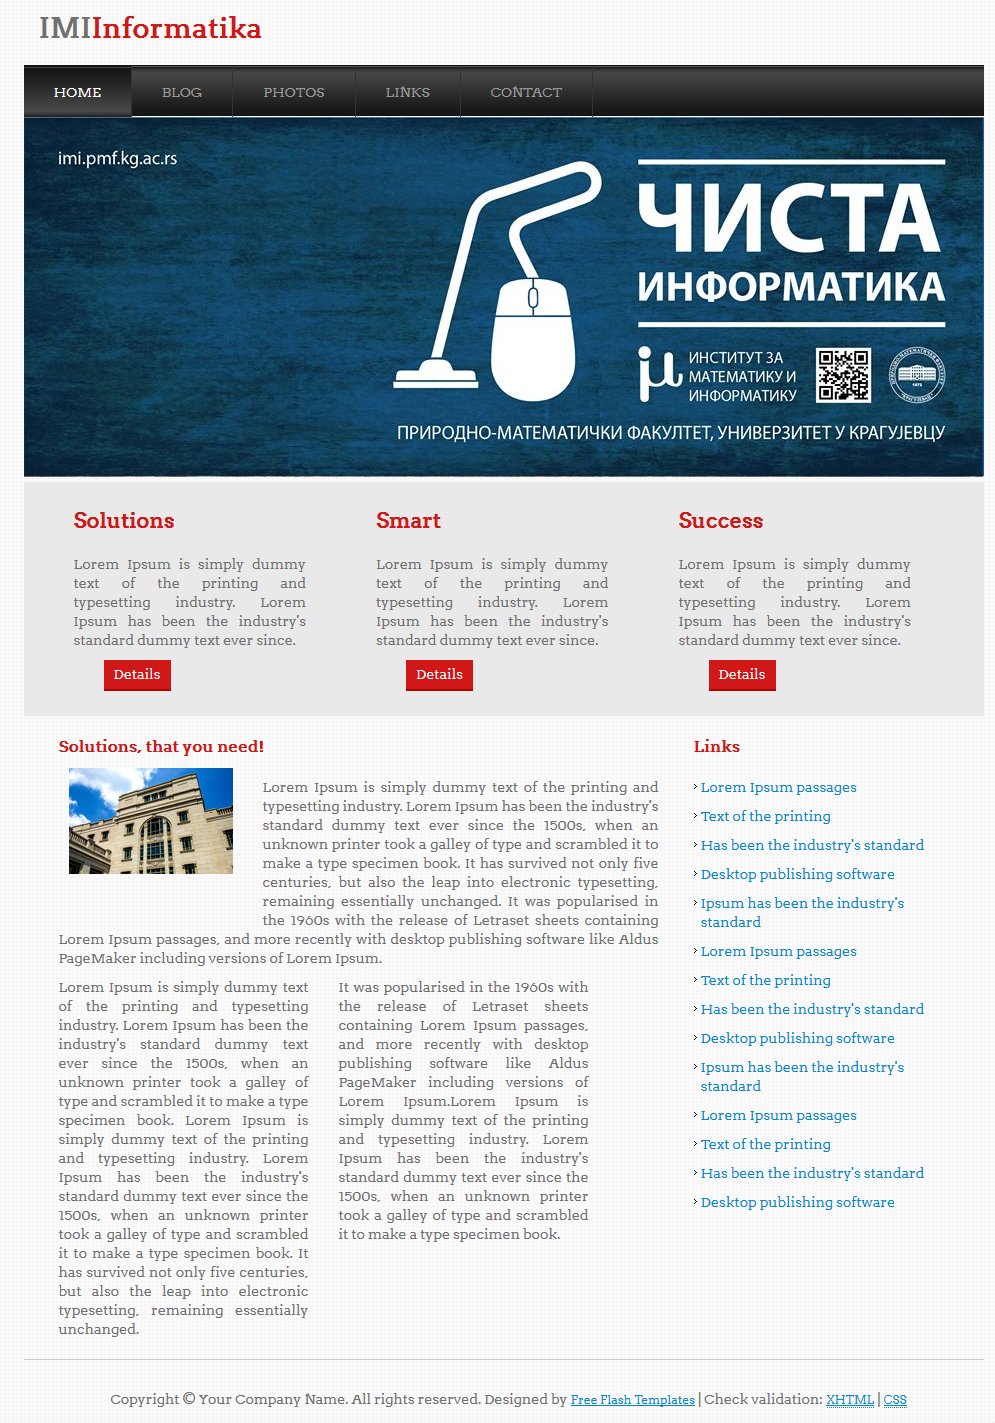 IMIInformatika
HOME BLOG PHOTOS LINKS CONTACT
imi.pmf.kg.ac.rs
ЧИСТА
ИНФОРМАТИКА
ИНСТИТУТ ЗА
МАТЕМАТИКУ И
ИНФОРМАТИКУ
ПРИРОДНО-МАТЕМАТИЧКИ ФАКУЛТЕТ, УНИВЕРЗИТЕТ У КРАГУЈЕВЦУ
Solutions
Lorem Ipsum is simply dummy
text of the printing and
typesetting industry. Lorem
Ipsum has been the industry's
standard dummy text ever since.
Details
Smart
Lorem Ipsum is simply dummy
text of the printing and
typesetting industry. Lorem
Ipsum has been the industry's
standard dummy text ever since.
Details
Success
Lorem Ipsum is simply dummy
text of the printing and
typesetting industry. Lorem
Ipsum has been the industry's
standard dummy text ever since.
Details
Solutions, that you need!
Lorem Ipsum is simply dummy text of the printing and
typesetting industry. Lorem Ipsum has been the industry's
standard dummy text ever since the 1500s, when an
unknown printer took a galley of type and scrambled it to
make a type specimen book. It has survived not only five
centuries, but also the leap into electronic typesetting,
remaining essentially unchanged. It was popularised in
the 1960s with the release of Letraset sheets containing
Lorem Ipsum passages, and more recently with desktop publishing software like Aldus
PageMaker including versions of Lorem Ipsum.
Lorem Ipsum is simply dummy text
of the printing and typesetting
industry. Lorem Ipsum has been the
industry's standard dummy text
ever since the 1500s, when an
unknown printer took a galley of
type and scrambled it to make a type
specimen book. Lorem Ipsum is
simply dummy text of the printing
and typesetting industry. Lorem
Ipsum has been the industry's
standard dummy text ever since the
1500s, when an unknown printer
took a galley of type and scrambled
it to make a type specimen book. It
has survived not only five centuries,
but also the leap into electronic
typesetting, remaining essentially
unchanged.
It was popularised in the 1960s with
the release of Letraset sheets
containing Lorem Ipsum passages,
and more recently with desktop
publishing software like Aldus
PageMaker including versions of
Lorem Ipsum.Lorem Ipsum is
simply dummy text of the printing
and typesetting industry. Lorem
Ipsum has been the industry's
standard dummy text ever since the
1500s, when an unknown printer
took a galley of type and scrambled
it to make a type specimen book.
Links
Lorem Ipsum passages
Text of the printing
Has been the industry's standard
Desktop publishing software
Ipsum has been the industry's
standard
Lorem Ipsum passages
Text of the printing
Has been the industry's standard
Desktop publishing software
Ipsum has been the industry's
standard
Lorem Ipsum passages
Text of the printing
Has been the industry's standard
Desktop publishing software
Copyright © Your Company Name. All rights reserved. Designed by Free Flash Templates | Check validation: XHTML | CSS